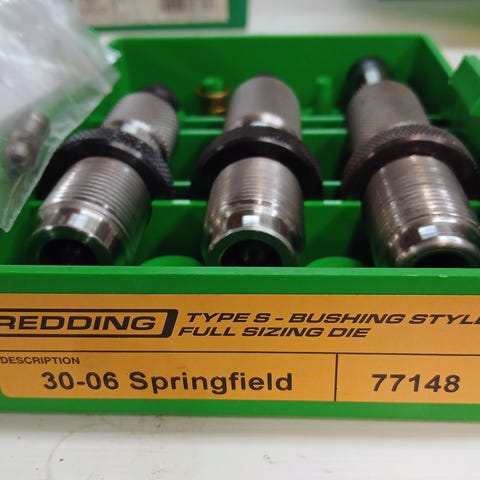 REDDING TYPE S - BUSHING STYLE
FULL SIZING DIE
DESCRIPTION
30-06 Springfield 77148